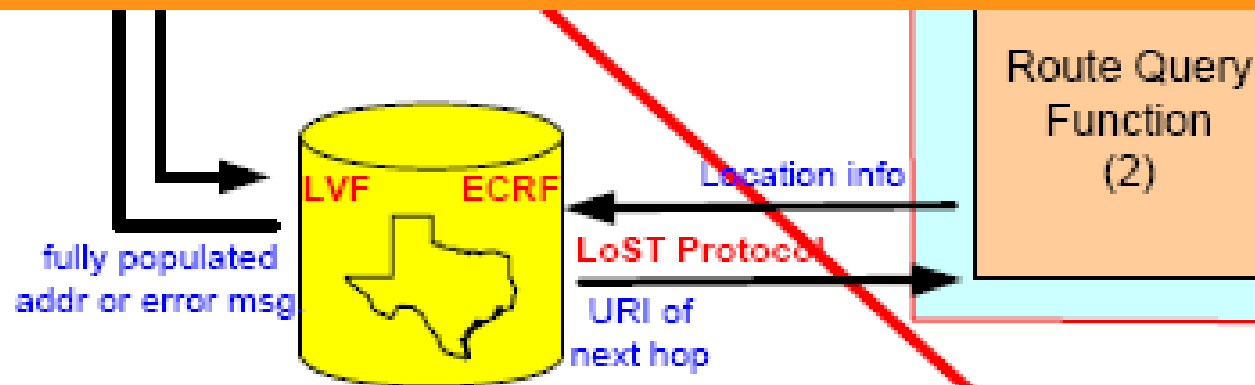 Route Query
Function
(2)
Location info
LVF ECRF
LoST Protocol
fully populated
addr or error msg.
URI of
next hop